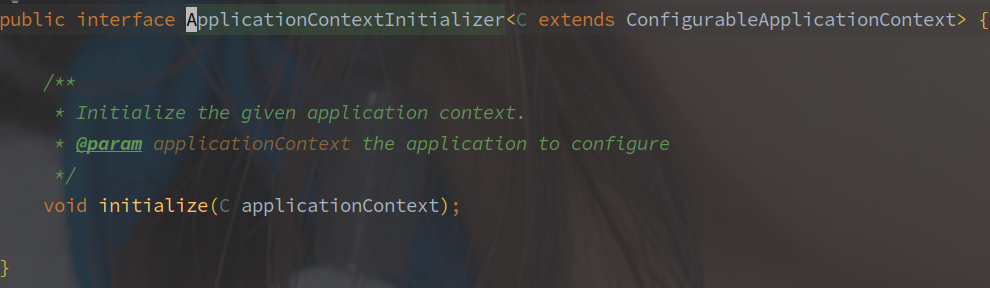 public interface ApplicationContextInitializer<C extends ConfigurableApplicationContext> {
/**
* Initialize the given application context.
* @param applicationContext the application to configure
*/
void initialize(C applicationContext);
}